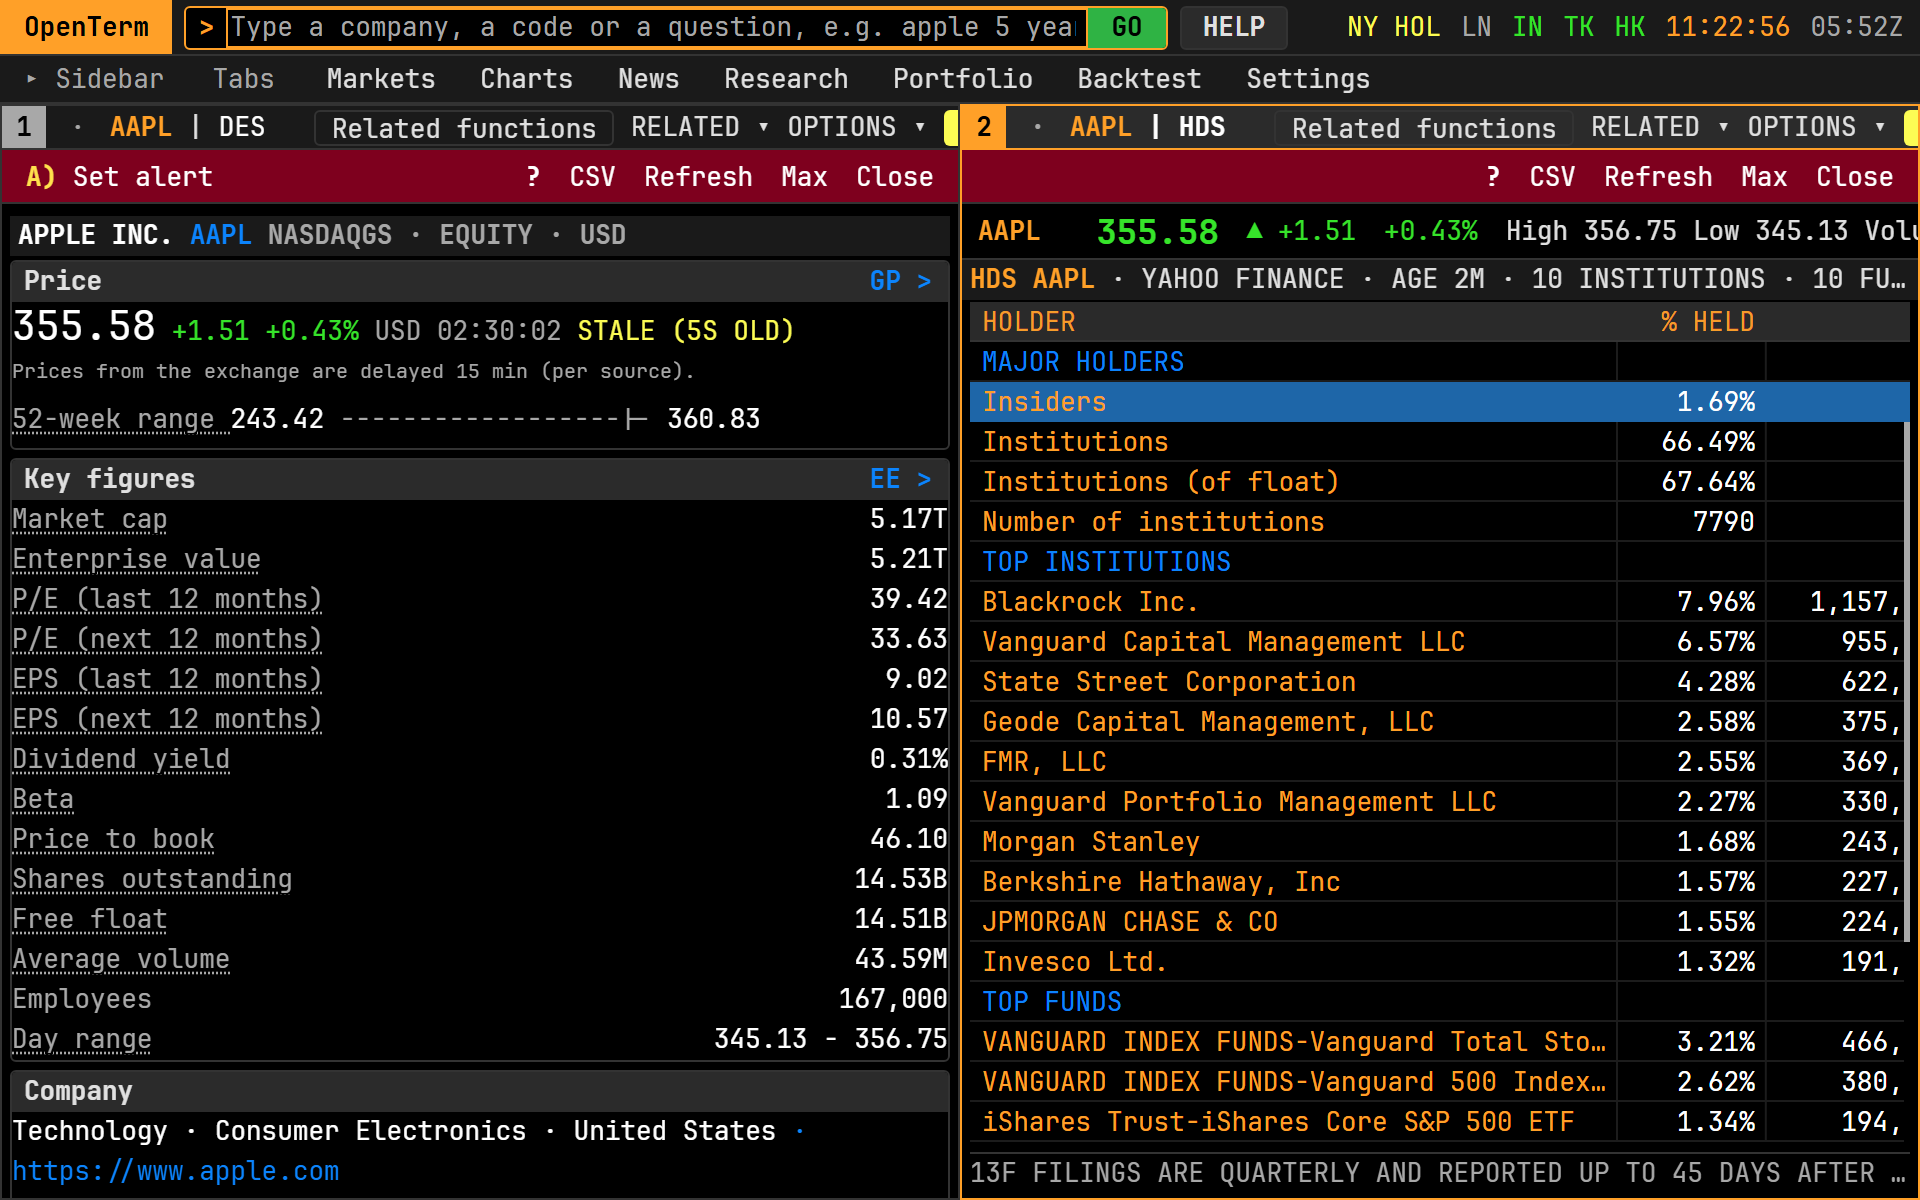 OpenTerm > Type a company, a code or a question, e.g. apple 5 yea GO HELP NY HOL LN IN TK HK 11:22:56 05:52Z
▸ Sidebar Tabs Markets Charts News Research Portfolio Backtest Settings
1 · AAPL | DES Related functions RELATED ▾ OPTIONS ▾
A) Set alert ? CSV Refresh Max Close
APPLE INC. AAPL NASDAQGS · EQUITY · USD
Price GP >
355.58 +1.51 +0.43% USD 02:30:02 STALE (5S OLD)
Prices from the exchange are delayed 15 min (per source).
52-week range 243.42 ------------------|- 360.83
Key figures EE >
Market cap 5.17T
Enterprise value 5.21T
P/E (last 12 months) 39.42
P/E (next 12 months) 33.63
EPS (last 12 months) 9.02
EPS (next 12 months) 10.57
Dividend yield 0.31%
Beta 1.09
Price to book 46.10
Shares outstanding 14.53B
Free float 14.51B
Average volume 43.59M
Employees 167,000
Day range 345.13 - 356.75
Company
Technology · Consumer Electronics · United States ·
https://www.apple.com
2 · AAPL | HDS Related functions RELATED ▾ OPTIONS ▾
? CSV Refresh Max Close
AAPL 355.58 ▲ +1.51 +0.43% High 356.75 Low 345.13 Volu
HDS AAPL · YAHOO FINANCE · AGE 2M · 10 INSTITUTIONS · 10 FU…
HOLDER % HELD
MAJOR HOLDERS
Insiders 1.69%
Institutions 66.49%
Institutions (of float) 67.64%
Number of institutions 7790
TOP INSTITUTIONS
Blackrock Inc. 7.96% 1,157,
Vanguard Capital Management LLC 6.57% 955,
State Street Corporation 4.28% 622,
Geode Capital Management, LLC 2.58% 375,
FMR, LLC 2.55% 369,
Vanguard Portfolio Management LLC 2.27% 330,
Morgan Stanley 1.68% 243,
Berkshire Hathaway, Inc 1.57% 227,
JPMORGAN CHASE & CO 1.55% 224,
Invesco Ltd. 1.32% 191,
TOP FUNDS
VANGUARD INDEX FUNDS-Vanguard Total Sto… 3.21% 466,
VANGUARD INDEX FUNDS-Vanguard 500 Index… 2.62% 380,
iShares Trust-iShares Core S&P 500 ETF 1.34% 194,
13F FILINGS ARE QUARTERLY AND REPORTED UP TO 45 DAYS AFTER …